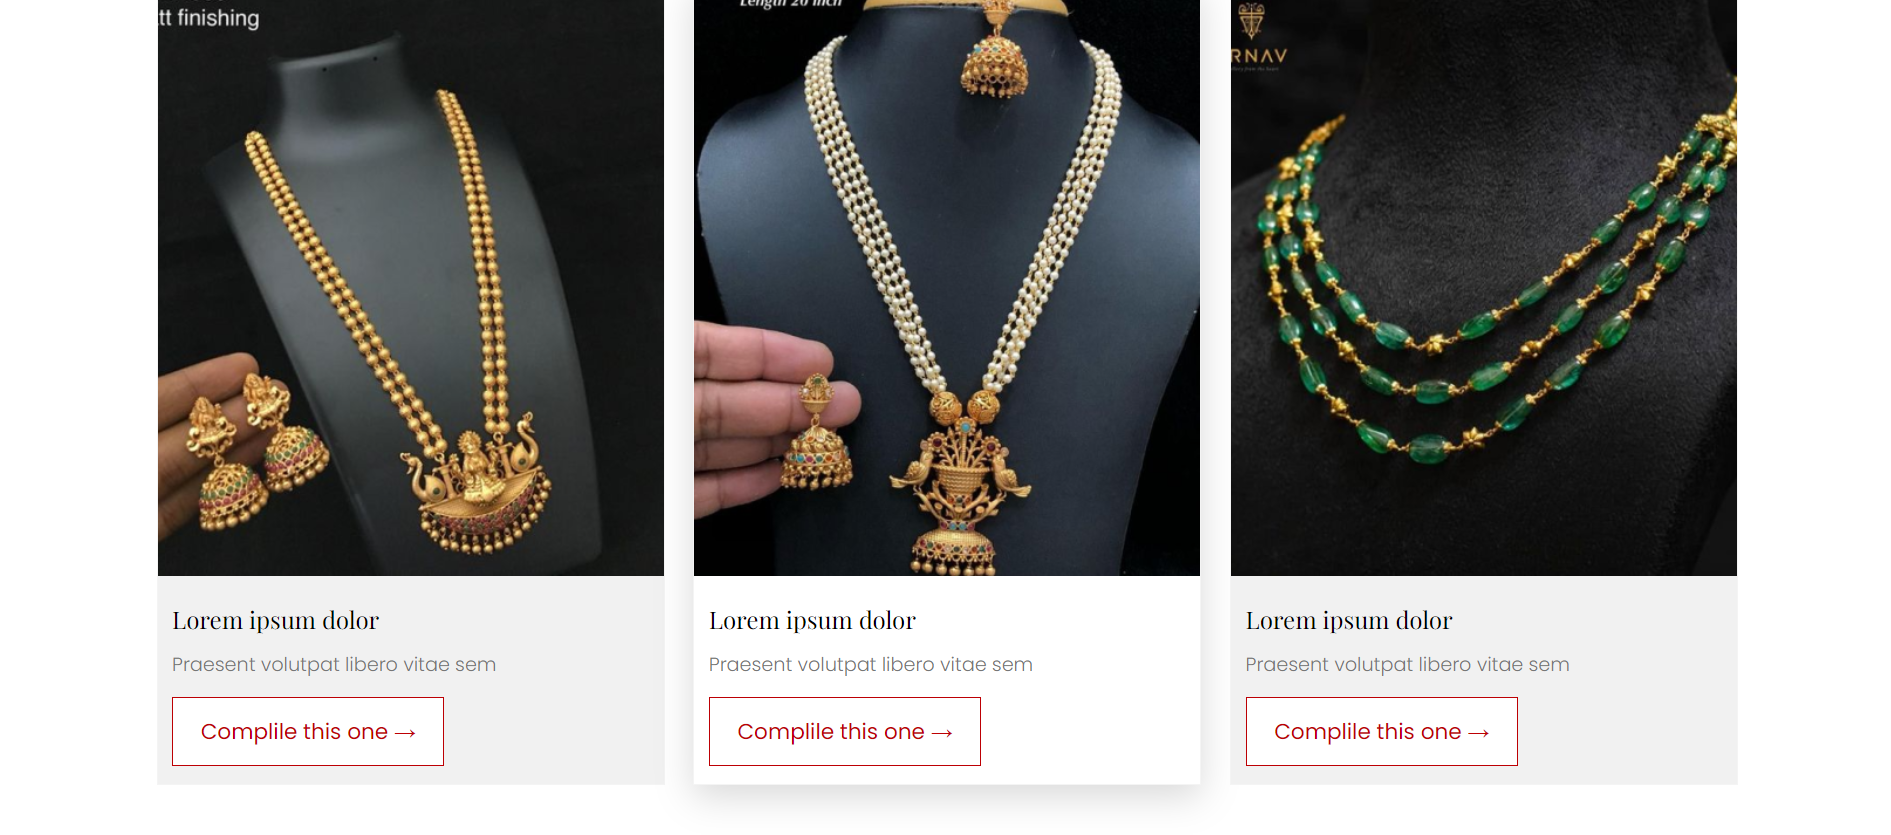 tt finishing
Length 20 inch
RNAV
Lorem ipsum dolor
Praesent volutpat libero vitae sem
Complile this one →
Lorem ipsum dolor
Praesent volutpat libero vitae sem
Complile this one →
Lorem ipsum dolor
Praesent volutpat libero vitae sem
Complile this one →